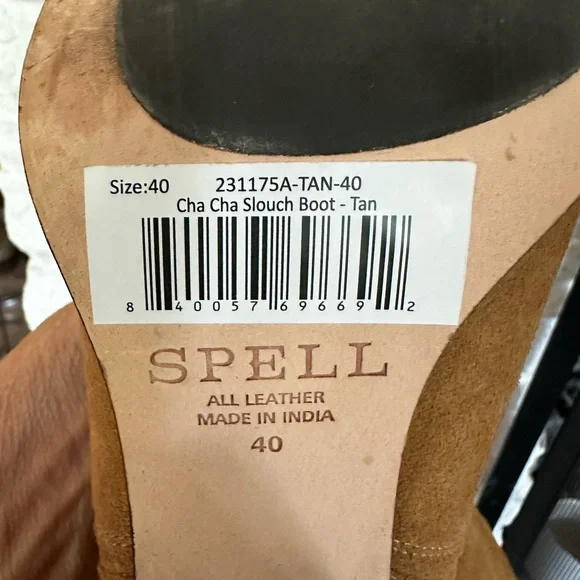 Size:40 231175A-TAN-40
Cha Cha Slouch Boot - Tan
8 40057 69669 2
SPELL
ALL LEATHER
MADE IN INDIA
40